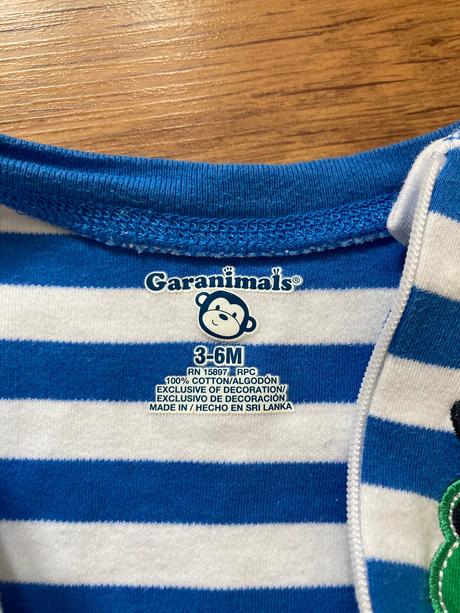 Garanimals®
3-6M
RN 15897 RPC
100% COTTON/ALGODÓN
EXCLUSIVE OF DECORATION/
EXCLUSIVO DE DECORACIÓN
MADE IN / HECHO EN SRI LANKA